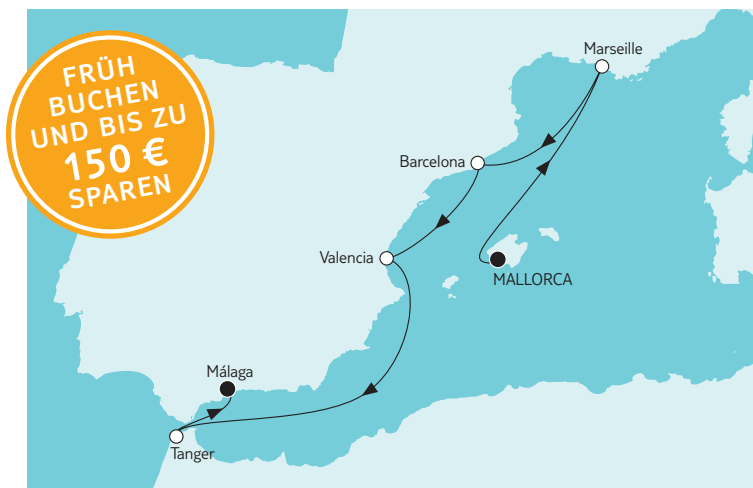 FRÜH
BUCHEN
UND BIS ZU
150 €
SPAREN
Marseille
Barcelona
Valencia
MALLORCA
Málaga
Tanger